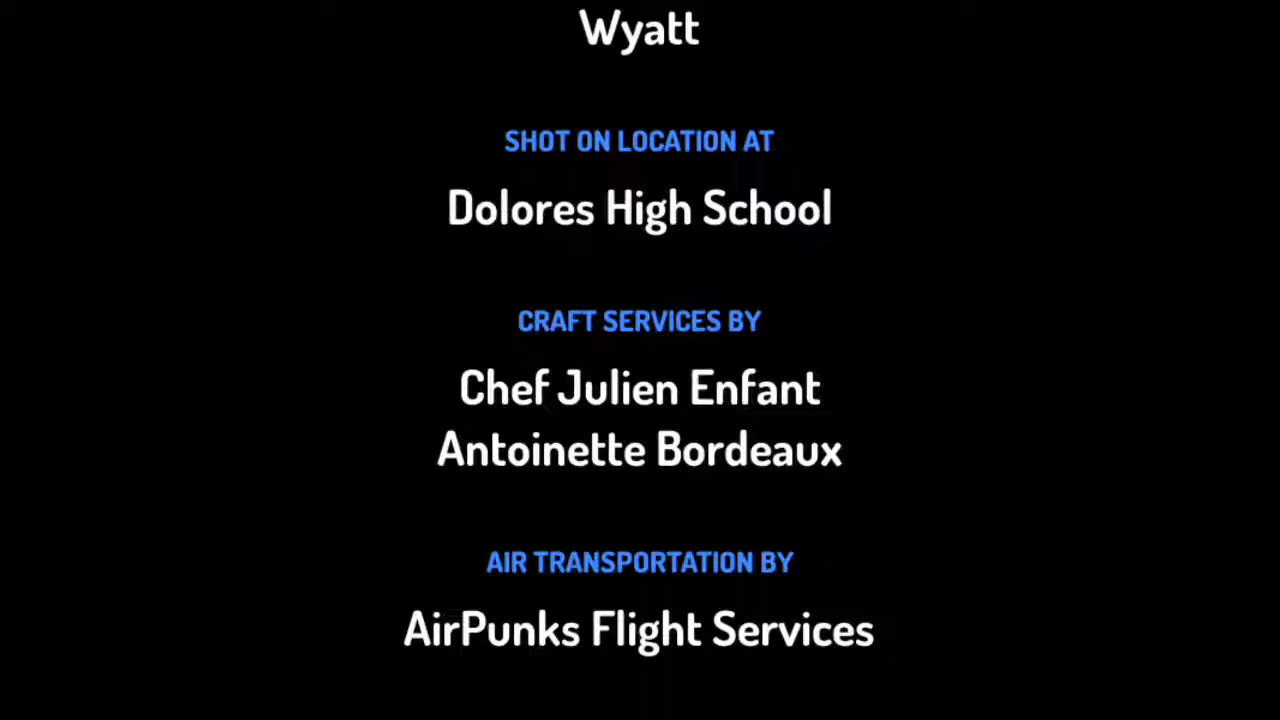 Wyatt
SHOT ON LOCATION AT
Dolores High School
CRAFT SERVICES BY
Chef Julien Enfant
Antoinette Bordeaux
AIR TRANSPORTATION BY
AirPunks Flight Services